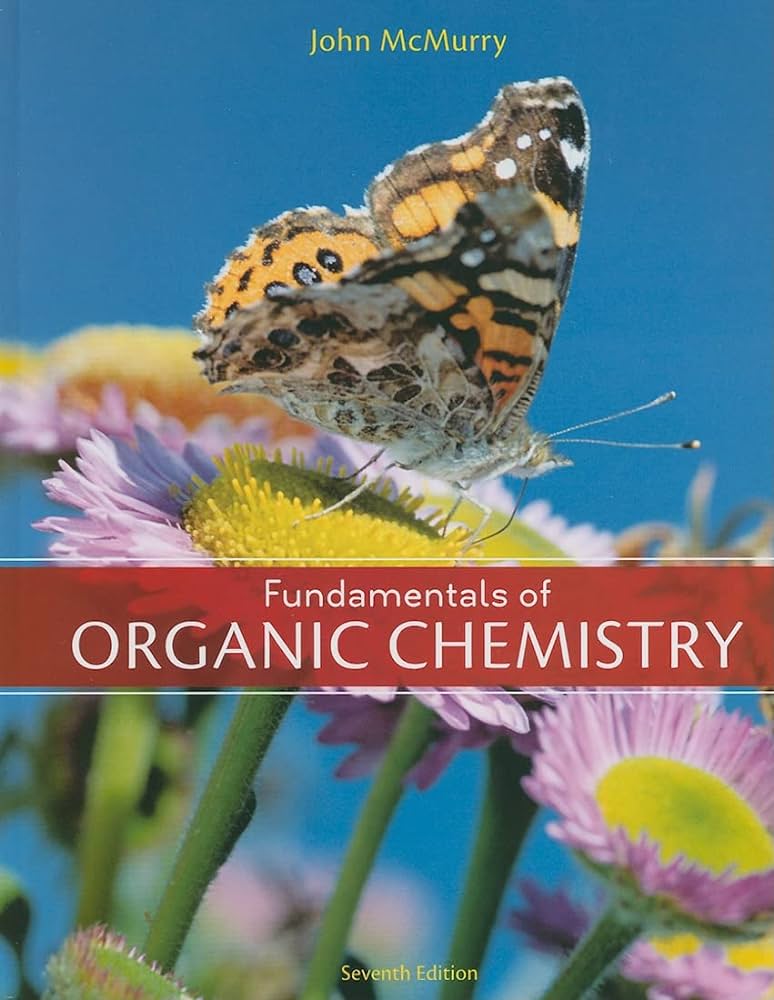 John McMurry
Fundamentals of
ORGANIC CHEMISTRY
Seventh Edition